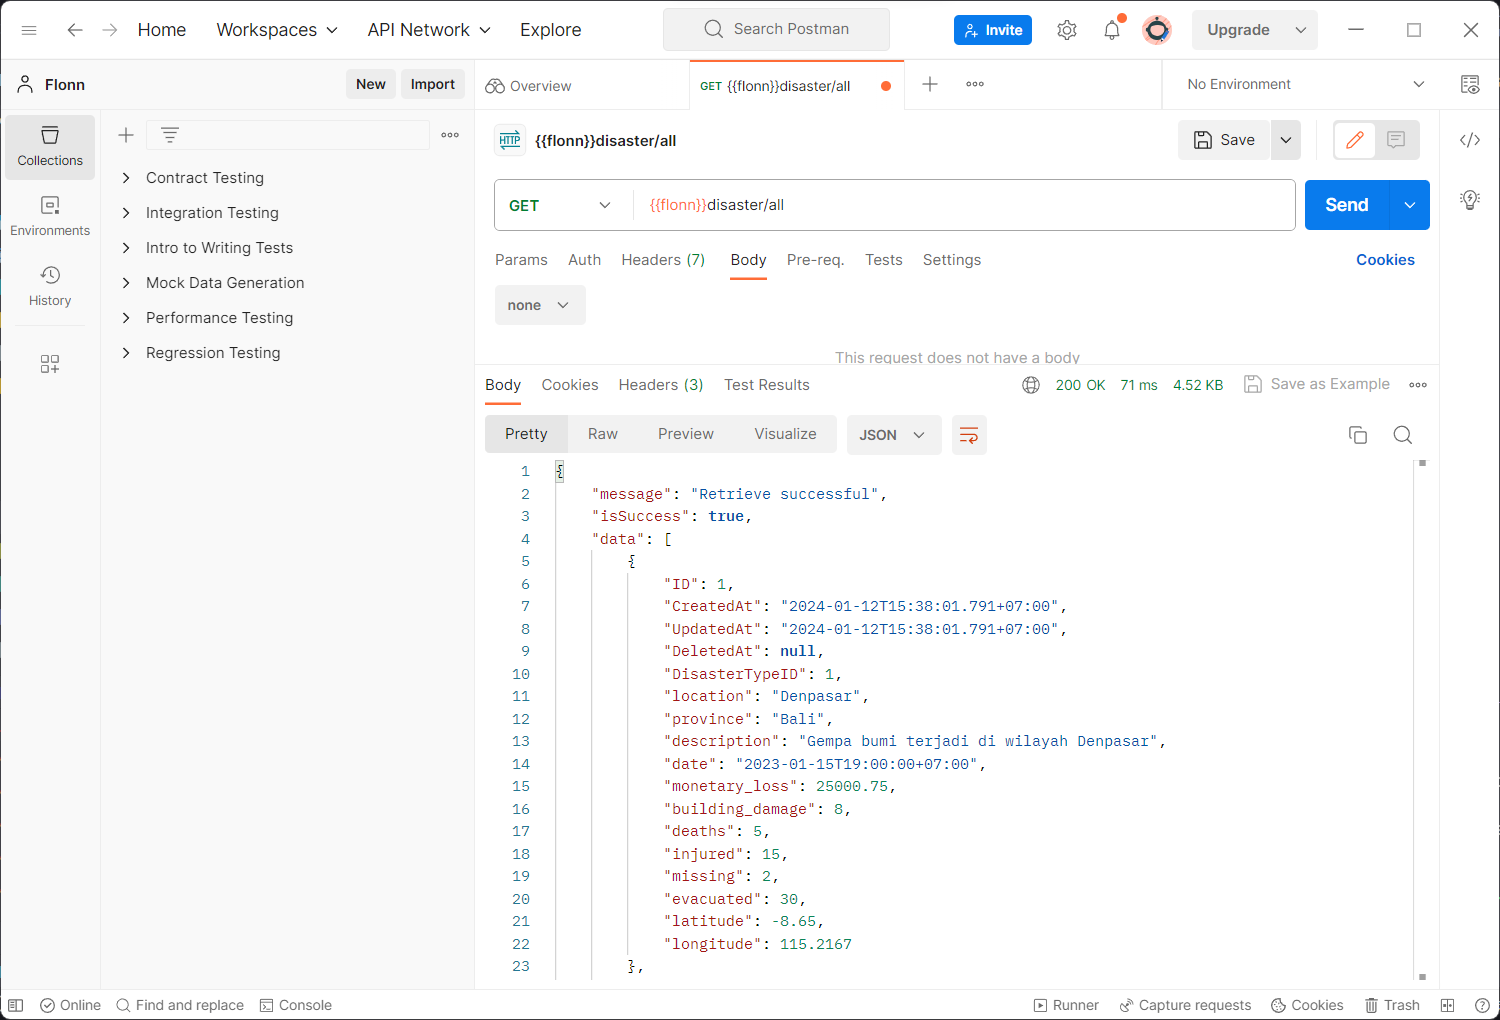 Home Workspaces API Network Explore Search Postman Invite Upgrade
Flonn New Import Overview GET {{flonn}}disaster/all No Environment
Collections
Environments
History
Contract Testing
Integration Testing
Intro to Writing Tests
Mock Data Generation
Performance Testing
Regression Testing
HTTP {{flonn}}disaster/all Save
GET {{flonn}}disaster/all Send
Params Auth Headers (7) Body Pre-req. Tests Settings Cookies
none
This request does not have a body
Body Cookies Headers (3) Test Results 200 OK 71 ms 4.52 KB Save as Example
Pretty Raw Preview Visualize JSON
1 {
2 "message": "Retrieve successful",
3 "isSuccess": true,
4 "data": [
5 {
6 "ID": 1,
7 "CreatedAt": "2024-01-12T15:38:01.791+07:00",
8 "UpdatedAt": "2024-01-12T15:38:01.791+07:00",
9 "DeletedAt": null,
10 "DisasterTypeID": 1,
11 "location": "Denpasar",
12 "province": "Bali",
13 "description": "Gempa bumi terjadi di wilayah Denpasar",
14 "date": "2023-01-15T19:00:00+07:00",
15 "monetary_loss": 25000.75,
16 "building_damage": 8,
17 "deaths": 5,
18 "injured": 15,
19 "missing": 2,
20 "evacuated": 30,
21 "latitude": -8.65,
22 "longitude": 115.2167
23 },
Online Find and replace Console Runner Capture requests Cookies Trash